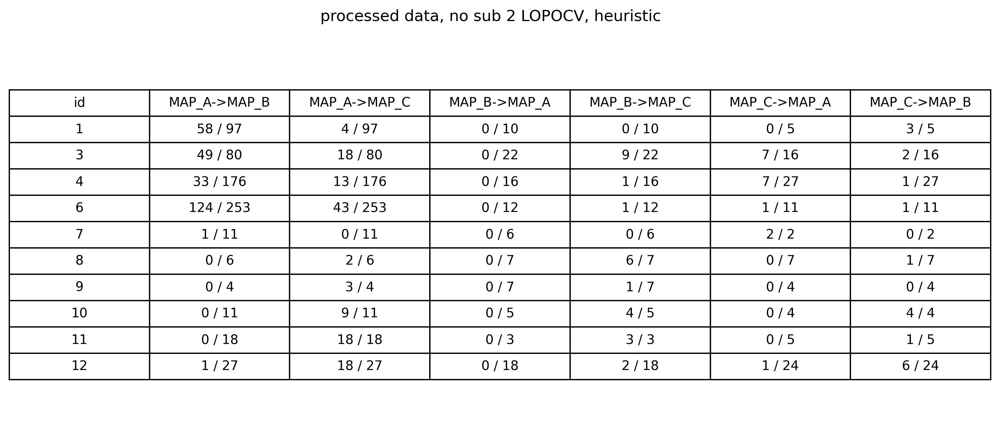 processed data, no sub 2 LOPOCV, heuristic
id MAP_A->MAP_B MAP_A->MAP_C MAP_B->MAP_A MAP_B->MAP_C MAP_C->MAP_A MAP_C->MAP_B
1 58 / 97 4 / 97 0 / 10 0 / 10 0 / 5 3 / 5
3 49 / 80 18 / 80 0 / 22 9 / 22 7 / 16 2 / 16
4 33 / 176 13 / 176 0 / 16 1 / 16 7 / 27 1 / 27
6 124 / 253 43 / 253 0 / 12 1 / 12 1 / 11 1 / 11
7 1 / 11 0 / 11 0 / 6 0 / 6 2 / 2 0 / 2
8 0 / 6 2 / 6 0 / 7 6 / 7 0 / 7 1 / 7
9 0 / 4 3 / 4 0 / 7 1 / 7 0 / 4 0 / 4
10 0 / 11 9 / 11 0 / 5 4 / 5 0 / 4 4 / 4
11 0 / 18 18 / 18 0 / 3 3 / 3 0 / 5 1 / 5
12 1 / 27 18 / 27 0 / 18 2 / 18 1 / 24 6 / 24